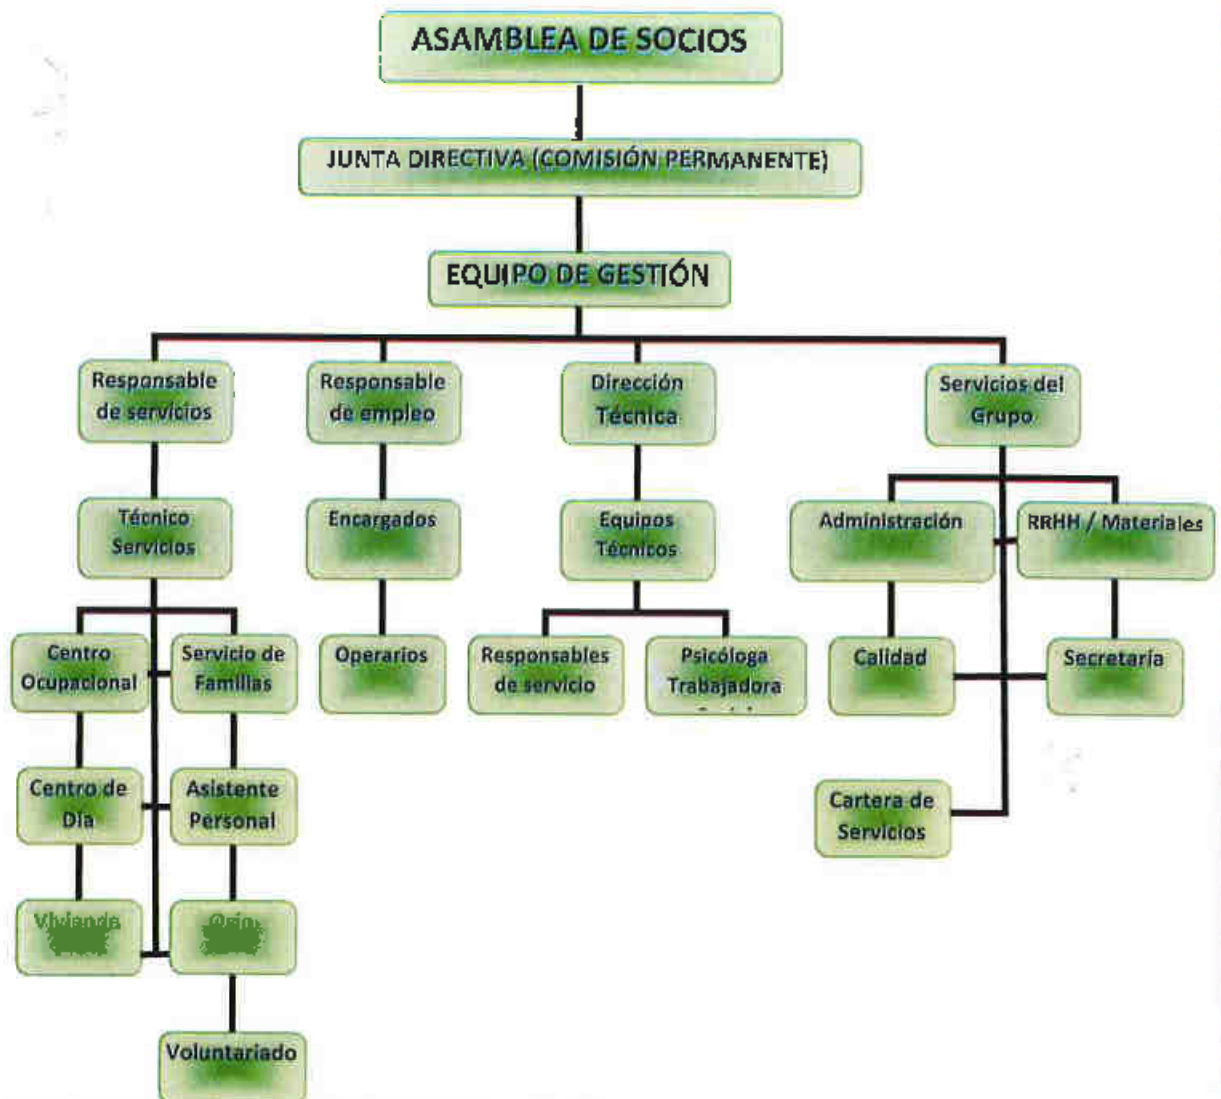 ASAMBLEA DE SOCIOS
JUNTA DIRECTIVA (COMISIÓN PERMANENTE)
EQUIPO DE GESTIÓN
Responsable
de servicios
Responsable
de empleo
Dirección
Técnica
Servicios del
Grupo
Técnico
Servicios
Encargados
Equipos
Técnicos
Administración
RRHH / Materiales
Centro
Ocupacional
Servicio de
Familias
Operarios
Responsables
de servicio
Psicóloga
Trabajadora
Calidad
Secretaría
Centro de
Día
Asistente
Personal
Cartera de
Servicios
Vivienda
Ocio
Voluntariado